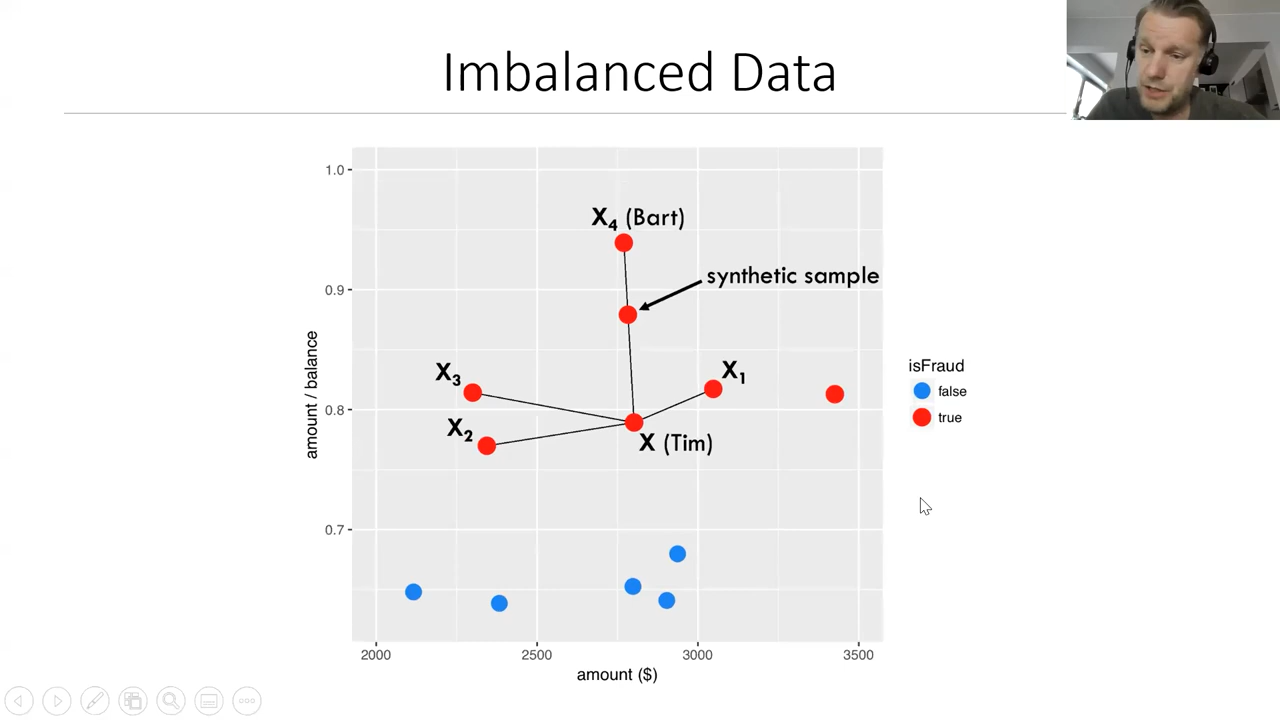 Imbalanced Data
1.0
0.9
0.8
0.7
amount / balance
X4 (Bart)
synthetic sample
X3
X1
X2
X (Tim)
2000 2500 3000 3500
amount ($)
isFraud
false
true